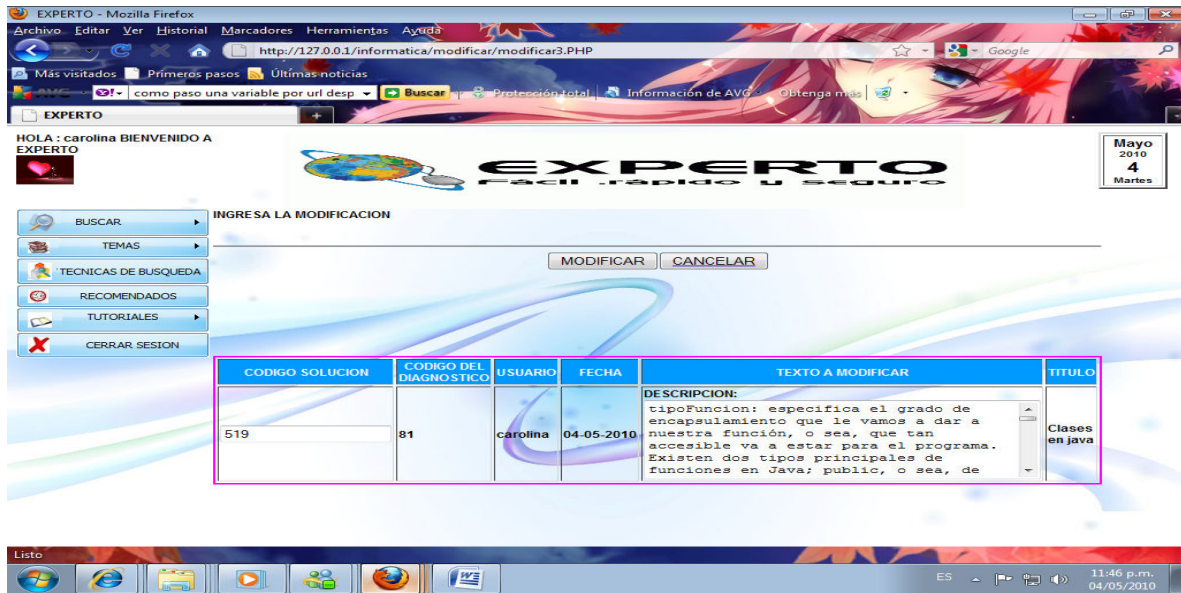 EXPERTO - Mozilla Firefox
Archivo Editar Ver Historial Marcadores Herramientas Ayuda
http://127.0.0.1/informatica/modificar/modificar3.PHP
Google
Más visitados Primeros pasos Últimas noticias
AVG como paso una variable por url desp Buscar Protección total Información de AVG Obtenga más
EXPERTO
HOLA : carolina BIENVENIDO A
EXPERTO
EXPERTO
Fácil ,rápido y seguro
Mayo
2010
4
Martes
BUSCAR
TEMAS
TECNICAS DE BUSQUEDA
RECOMENDADOS
TUTORIALES
CERRAR SESION
INGRESA LA MODIFICACION
MODIFICAR CANCELAR
CODIGO SOLUCION CODIGO DEL DIAGNOSTICO USUARIO FECHA TEXTO A MODIFICAR TITULO
519 81 carolina 04-05-2010
DESCRIPCION:
tipoFuncion: especifica el grado de
encapsulamiento que le vamos a dar a
nuestra función, o sea, que tan
accesible va a estar para el programa.
Existen dos tipos principales de
funciones en Java; public, o sea, de
Clases
en java
Listo
ES
11:46 p.m.
04/05/2010